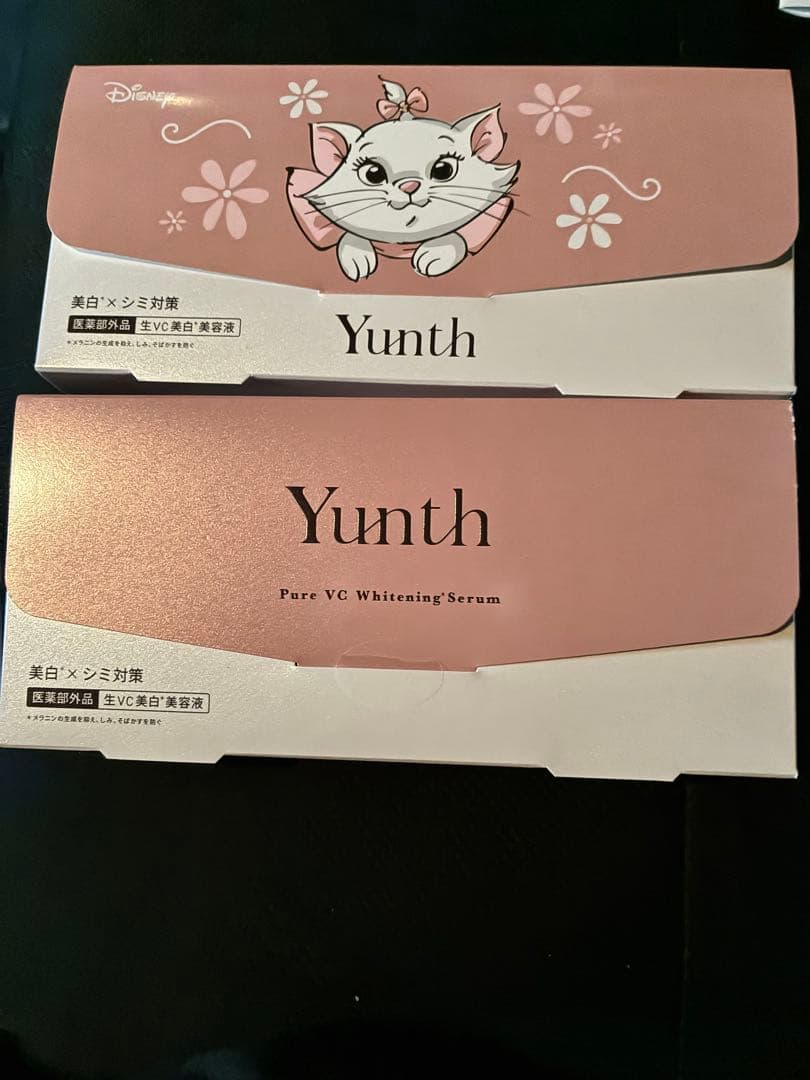 Disney
美白*×シミ対策
医薬部外品 生VC美白*美容液
*メラニンの生成を抑え、しみ、そばかすを防ぐ
Yunth
Yunth
Pure VC Whitening*Serum
美白*×シミ対策
医薬部外品 生VC美白*美容液
*メラニンの生成を抑え、しみ、そばかすを防ぐ